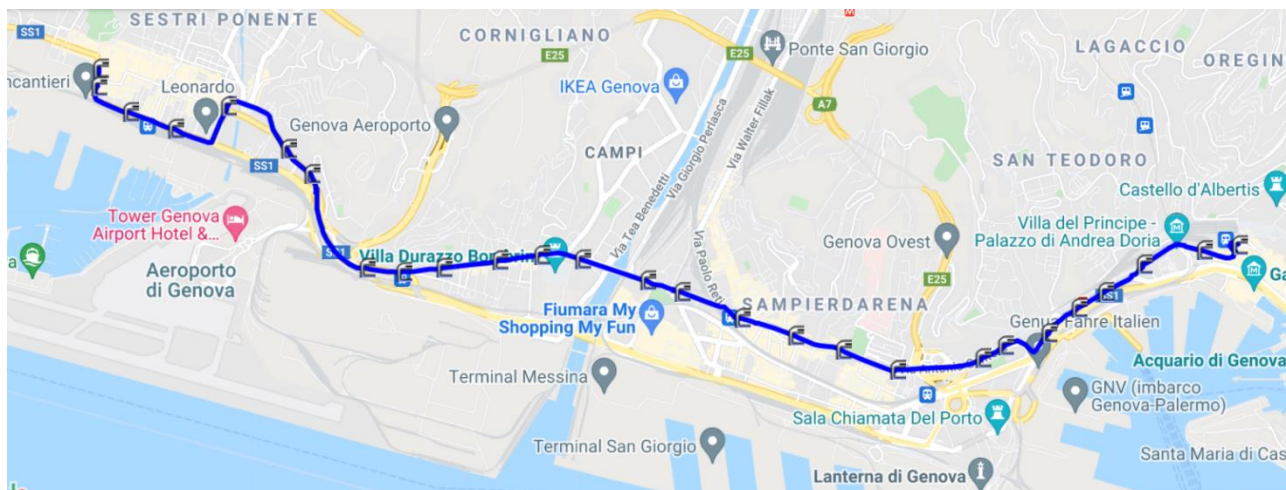 SESTRI PONENTE
CORNIGLIANO
Ponte San Giorgio
LAGACCIO
OREGIN
SS1
E25
E25
ncantieri
Leonardo
IKEA Genova
A7
Genova Aeroporto
Via Giorgio Perlasca
Via Walter Fillak
CAMPI
SAN TEODORO
SS1
Castello d'Albertis
Tower Genova
Airport Hotel &...
Via Tea Benedetti
Villa del Principe -
Palazzo di Andrea Doria
Genova Ovest
Via Paolo Reti
SS1
Villa Durazzo Bombrini
Aeroporto
di Genova
E25
Ga
SS1
Fiumara My
Shopping My Fun
SAMPIERDARENA
Genua Fähre Italien
Acquario di Genova
Terminal Messina
GNV (imbarco
Genova-Palermo)
Sala Chiamata Del Porto
Terminal San Giorgio
Santa Maria di Cas
Lanterna di Genova